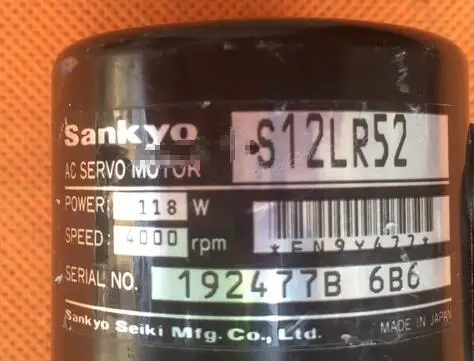 Sankyo S12LR52
AC SERVO MOTOR
POWER: 118 W
SPEED: 4000 rpm
*EN9Y477*
SERIAL NO. 192477B 6B6
Sankyo Seiki Mfg. Co., Ltd. MADE IN JAPAN